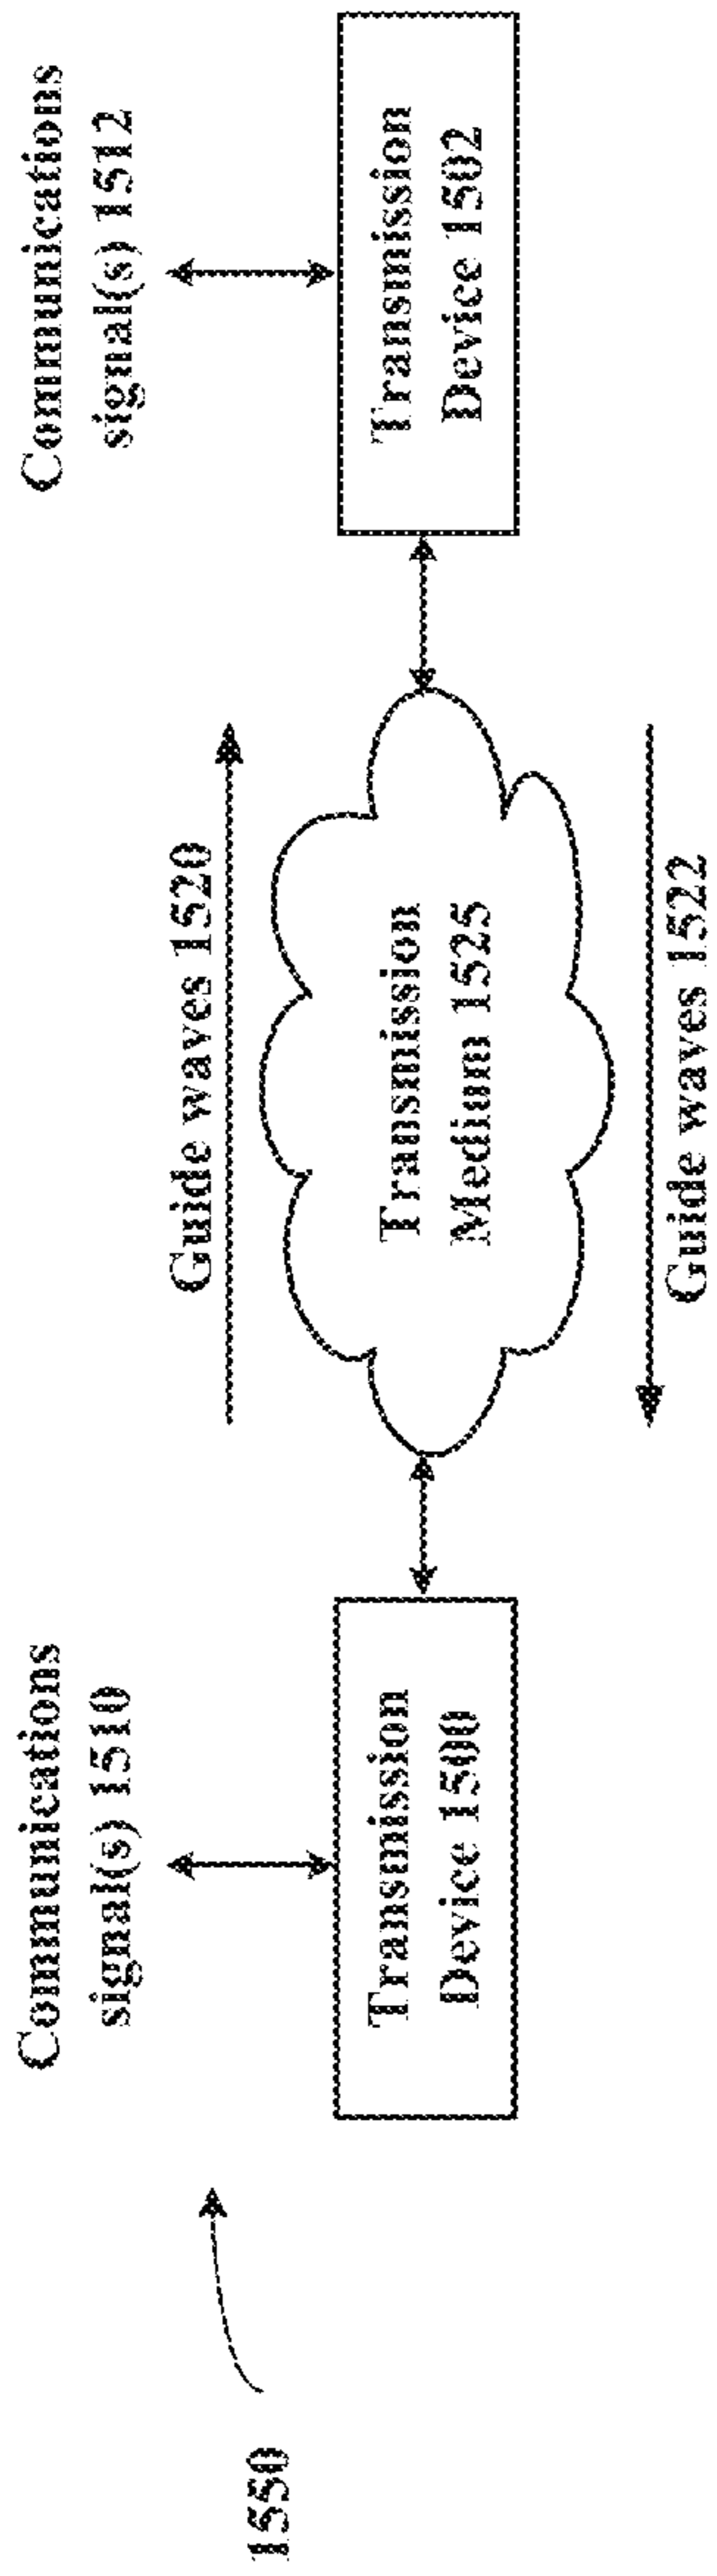 Communications
signal(s) 1510
Communications
signal(s) 1512
Guide waves 1520
Transmission
Device 1500
Transmission
Medium 1525
Transmission
Device 1502
Guide waves 1522
1550